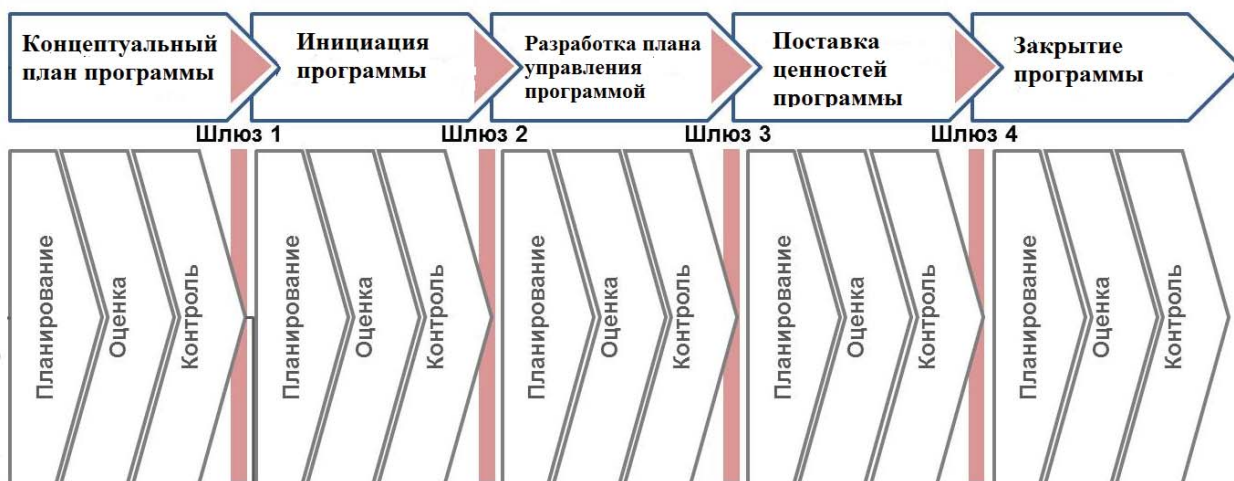 Концептуальный
план программы
Инициация
программы
Разработка плана
управления
программой
Поставка
ценностей
программы
Закрытие
программы
Шлюз 1
Шлюз 2
Шлюз 3
Шлюз 4
Планирование
Оценка
Контроль
Планирование
Оценка
Контроль
Планирование
Оценка
Контроль
Планирование
Оценка
Контроль
Планирование
Оценка
Контроль